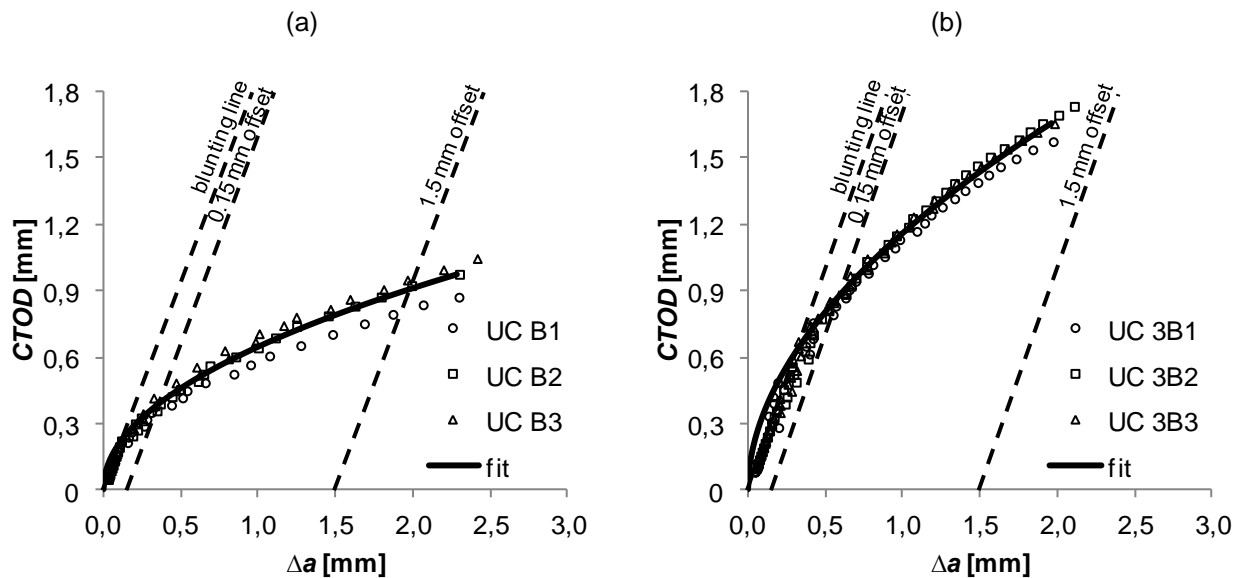 (a)
CTOD [mm]
1,8
1,5
1,2
0,9
0,6
0,3
0
0,0 0,5 1,0 1,5 2,0 2,5 3,0
Δa [mm]
blunting line
0.15 mm offset
1.5 mm offset
UC B1
UC B2
UC B3
fit
(b)
CTOD [mm]
1,8
1,5
1,2
0,9
0,6
0,3
0
0,0 0,5 1,0 1,5 2,0 2,5 3,0
Δa [mm]
blunting line
0.15 mm offset
1.5 mm offset
UC 3B1
UC 3B2
UC 3B3
fit